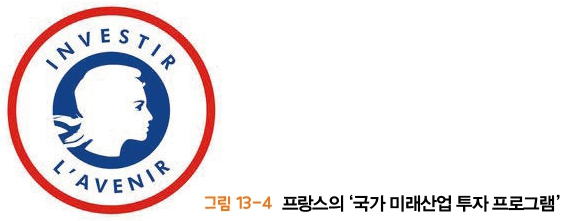 INVESTIR
L'AVENIR
그림 13-4 프랑스의 ‘국가 미래산업 투자 프로그램’